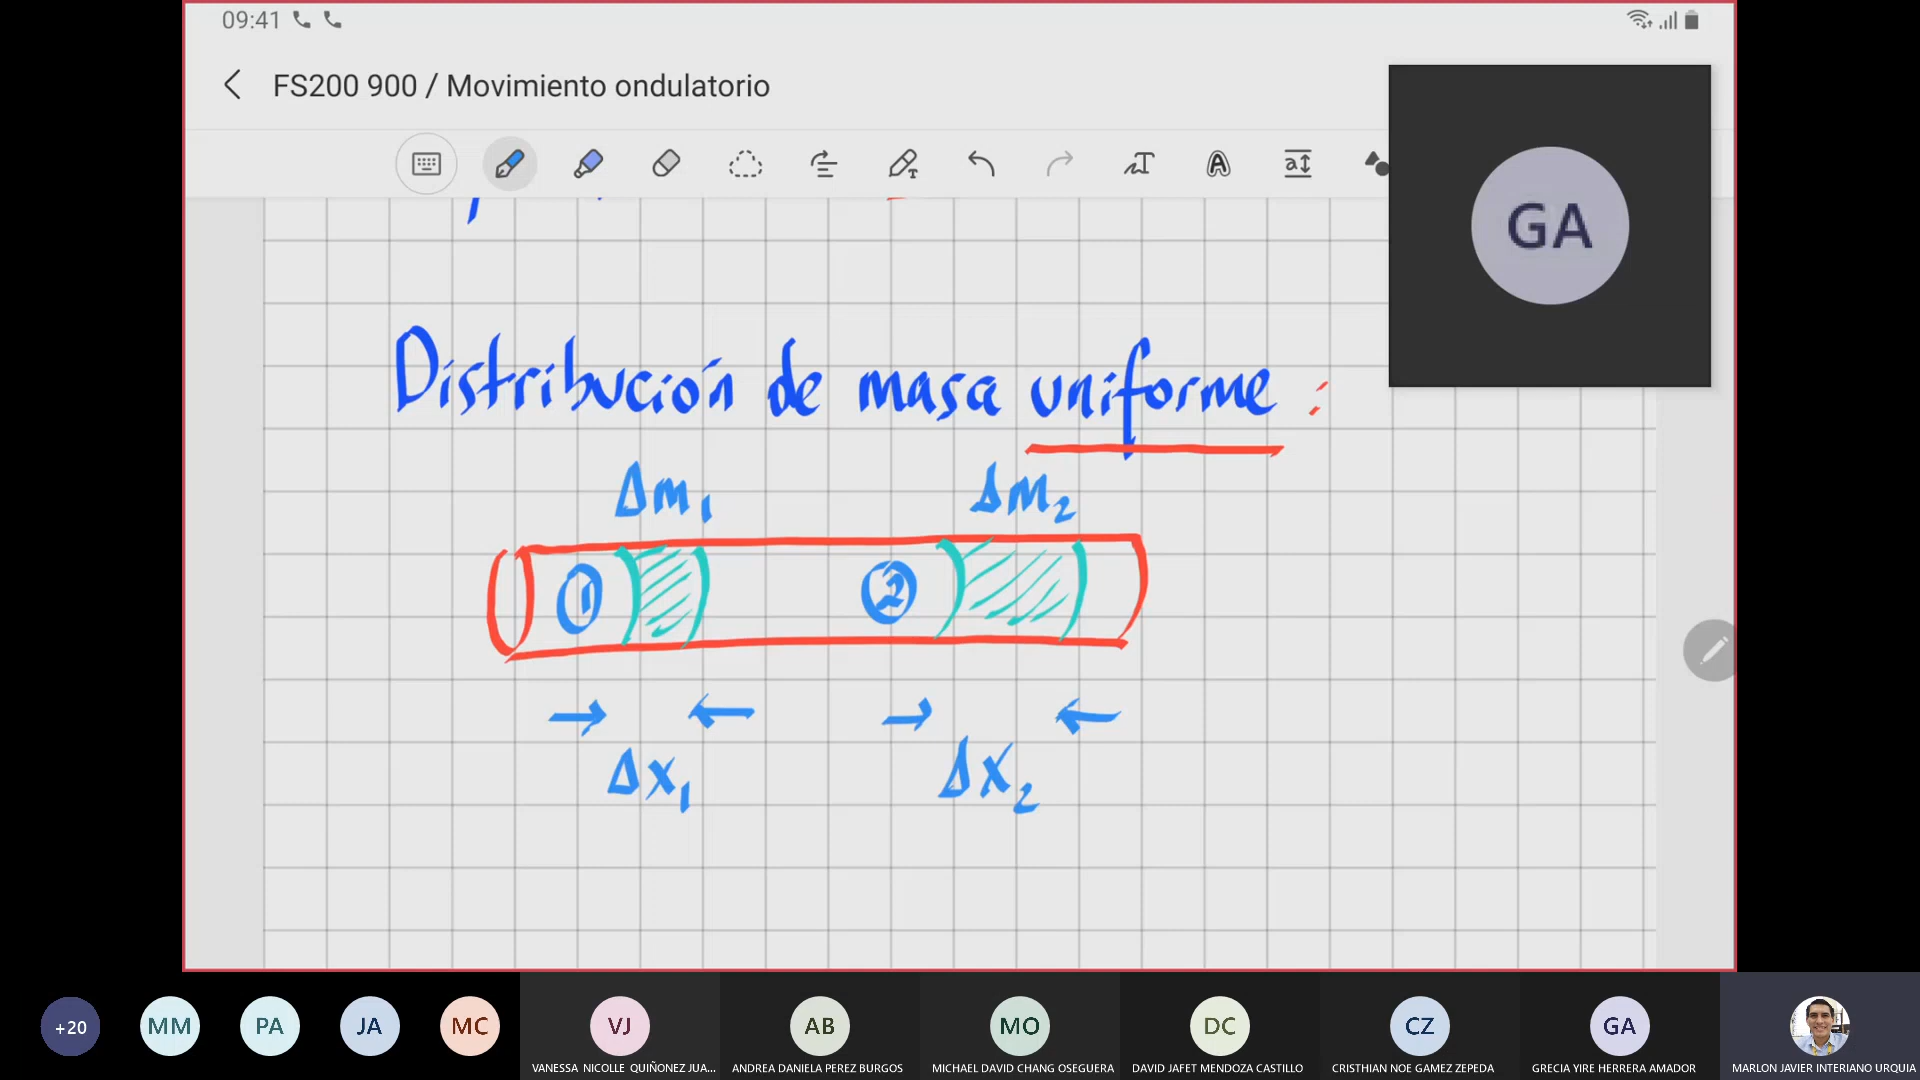 09:41
FS200 900 / Movimiento ondulatorio
GA
Distribución de masa uniforme :
Δm₁ Δm₂
① ②
→ ← → ←
Δx₁ Δx₂
+20 MM PA JA MC VJ AB MO DC CZ GA
VANESSA NICOLLE QUIÑONEZ JUA... ANDREA DANIELA PEREZ BURGOS MICHAEL DAVID CHANG OSEGUERA DAVID JAFET MENDOZA CASTILLO CRISTHIAN NOE GAMEZ ZEPEDA GRECIA YIRE HERRERA AMADOR MARLON JAVIER INTERIANO URQUIA